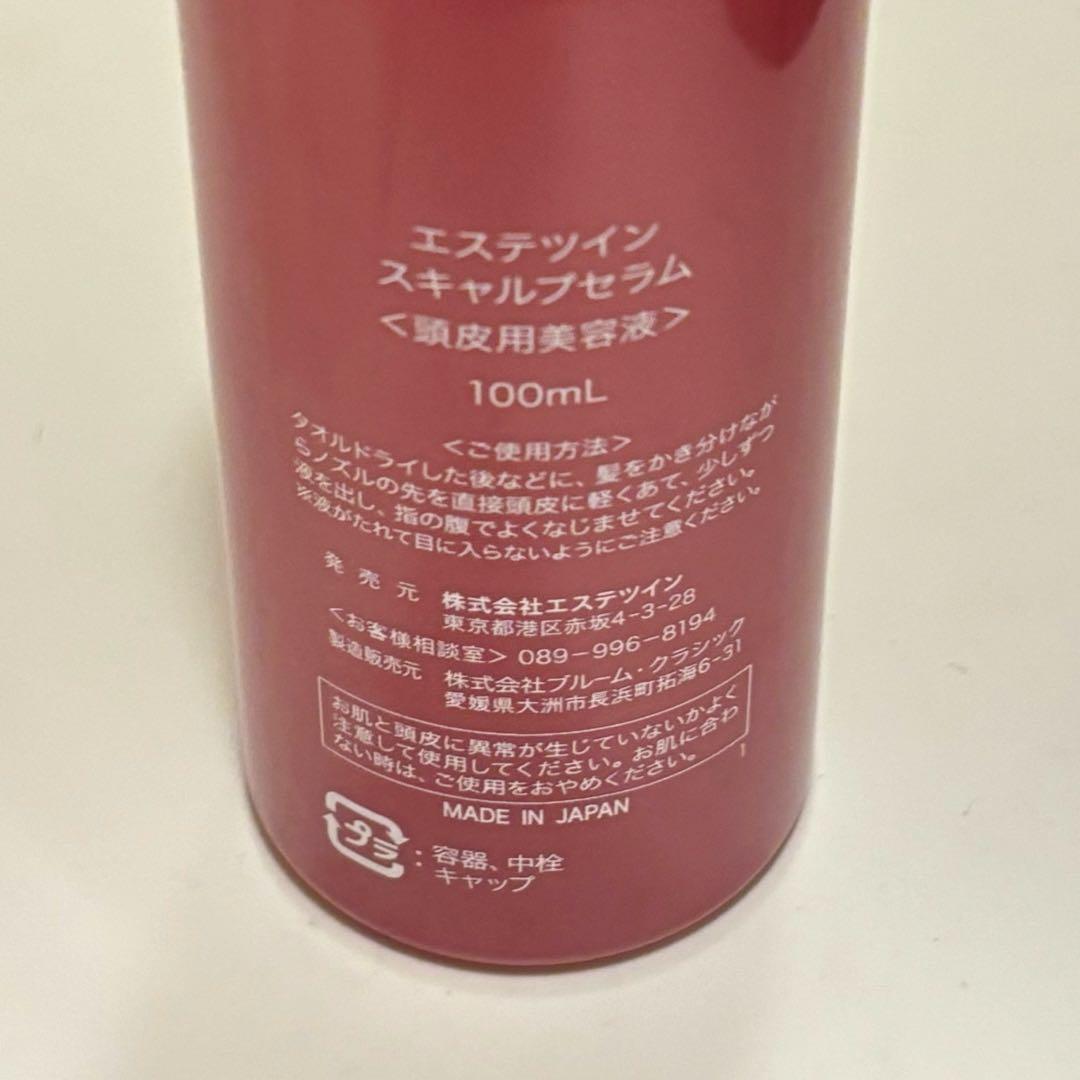 エステツイン
スキャルプセラム
<頭皮用美容液>
100mL
<ご使用方法>
タオルドライした後などに、髪をかき分けなが
らノズルの先を直接頭皮に軽くあて、少しずつ
液を出し、指の腹でよくなじませてください。
※液がたれて目に入らないようにご注意ください。
発売元 株式会社エステツイン
東京都港区赤坂4-3-28
<お客様相談室> 089-996-8194
製造販売元 株式会社ブルーム・クラシック
愛媛県大洲市長浜町拓海6-31
お肌と頭皮に異常が生じていないかよく
注意して使用してください。お肌に合わ
ない時は、ご使用をおやめください。
1
MADE IN JAPAN
プラ : 容器、中栓
キャップ